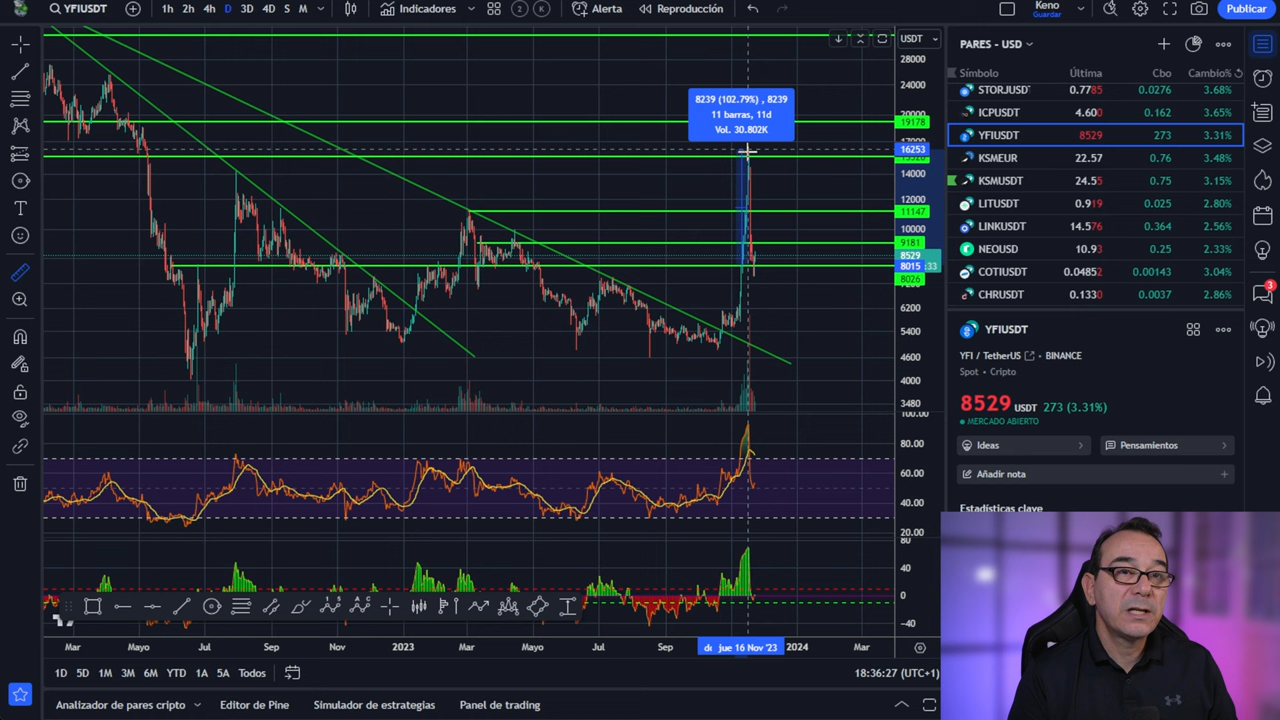 YFIUSDT
1h 2h 4h D 3D 4D S M
Indicadores
2 K
Alerta
Reproducción
Keno
Guardar
Publicar
USDT
28000
24000
19178
16253
14000
12000
11147
10000
9181
8529
8015 :33
8026
6200
5400
4600
4000
3480
100.00
80.00
60.00
40.00
20.00
80
40
0
−40
8239 (102.79%) , 8239
11 barras, 11d
Vol. 30.802K
Mar Mayo Jul Sep Nov 2023 Mar Mayo Jul Sep jue 16 Nov '23 2024 Mar
1D 5D 1M 3M 6M YTD 1A 5A Todos
18:36:27 (UTC+1)
Analizador de pares cripto Editor de Pine Simulador de estrategias Panel de trading
PARES - USD
Símbolo Última Cbo Cambio%
STORJUSDT 0.7785 0.0276 3.68%
ICPUSDT 4.600 0.162 3.65%
YFIUSDT 8529 273 3.31%
KSMEUR 22.57 0.76 3.48%
KSMUSDT 24.55 0.75 3.15%
LITUSDT 0.919 0.025 2.80%
LINKUSDT 14.576 0.364 2.56%
NEOUSD 10.93 0.25 2.33%
COTIUSDT 0.04852 0.00143 3.04%
CHRUSDT 0.1330 0.0037 2.86%
3
YFIUSDT
YFI / TetherUS • BINANCE
Spot • Cripto
8529 USDT 273 (3.31%)
MERCADO ABIERTO
Ideas
Pensamientos
Añadir nota
Estadísticas clave